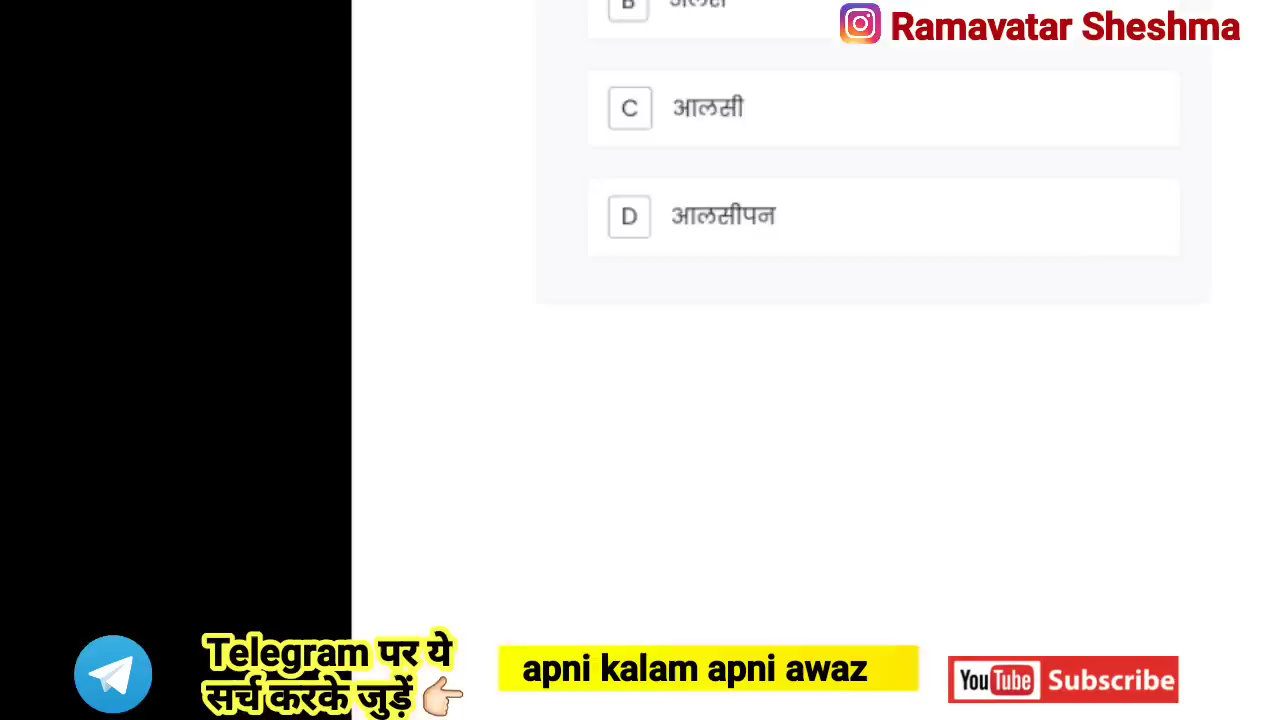 B
Ramavatar Sheshma
C आलसी
D आलसीपन
Telegram पर ये
सर्च करके जुड़ें
apni kalam apni awaz
YouTube Subscribe